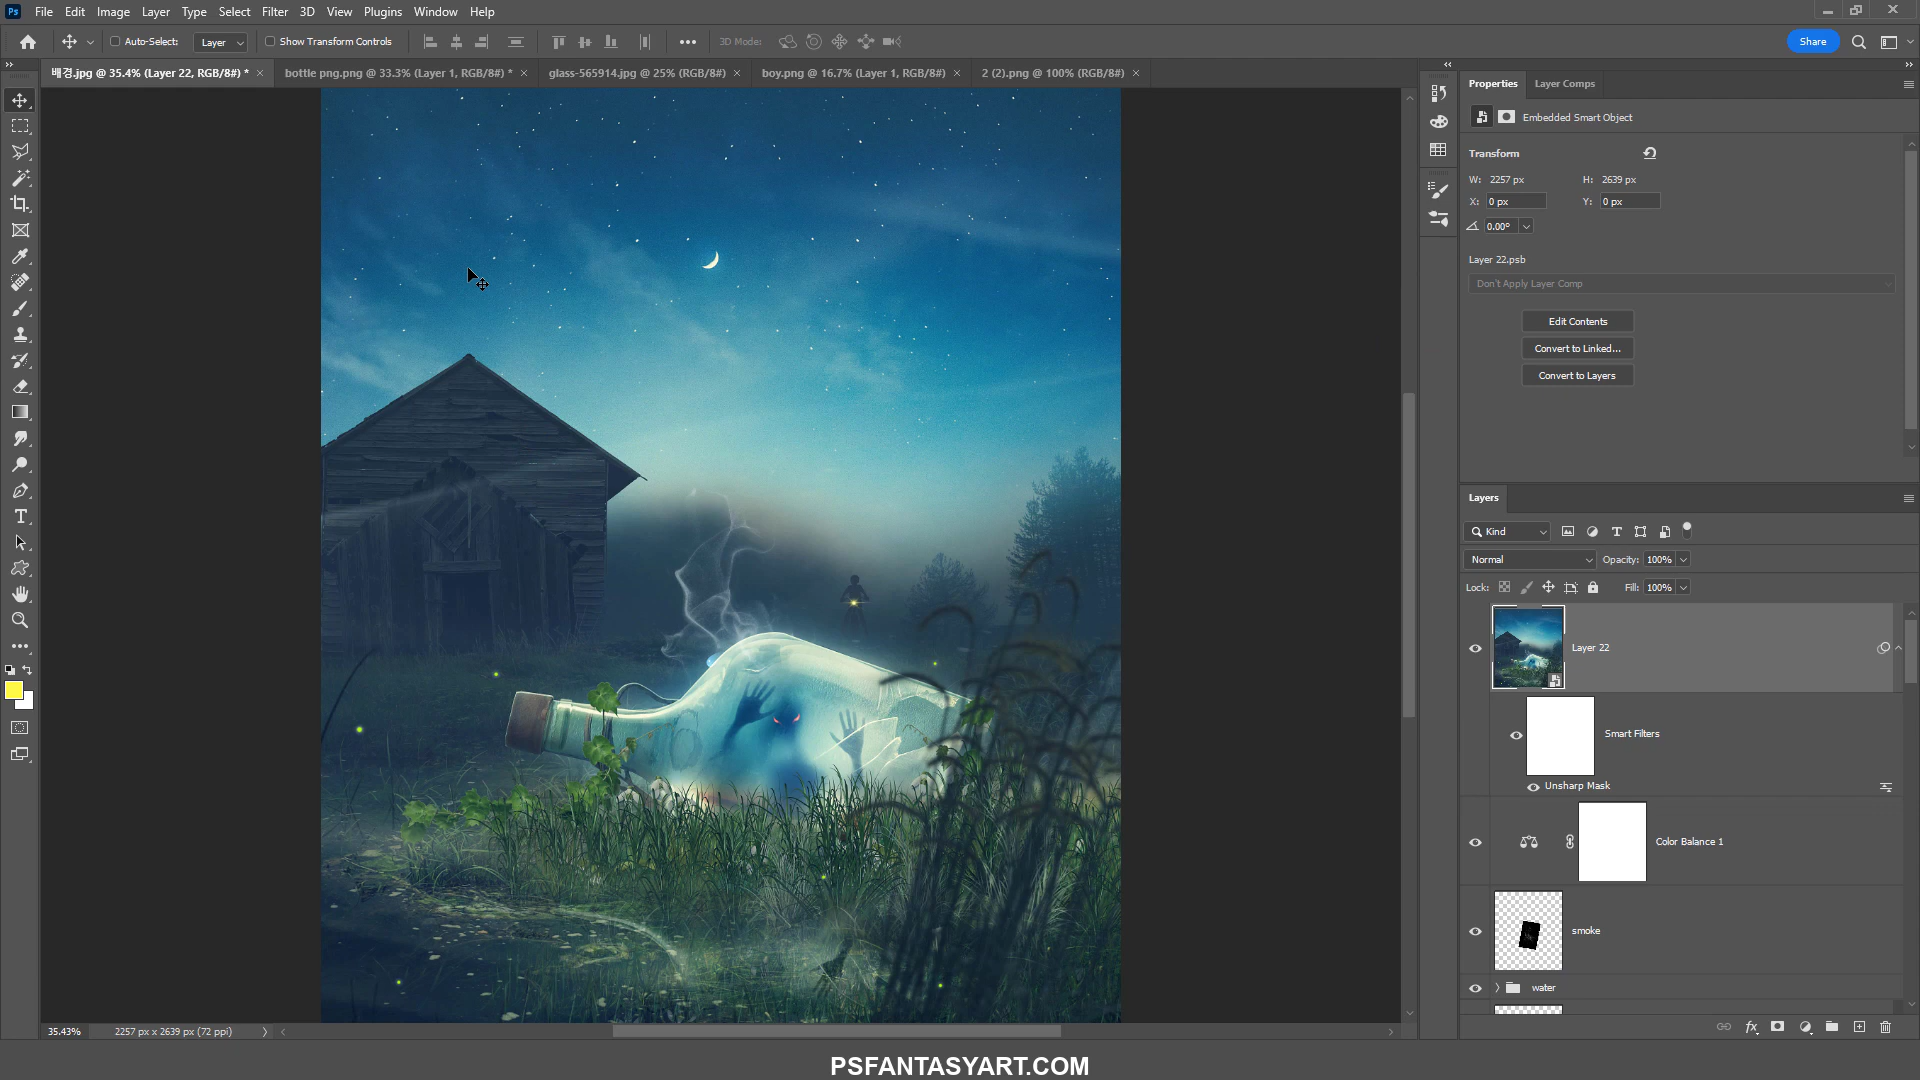 Ps File Edit Image Layer Type Select Filter 3D View Plugins Window Help
Auto-Select: Layer Show Transform Controls 3D Mode: Share
배경.jpg @ 35.4% (Layer 22, RGB/8#) * bottle png.png @ 33.3% (Layer 1, RGB/8#) * glass-565914.jpg @ 25% (RGB/8#) boy.png @ 16.7% (Layer 1, RGB/8#) 2 (2).png @ 100% (RGB/8#)
Properties Layer Comps
Embedded Smart Object
Transform
W: 2257 px H: 2639 px
X: 0 px Y: 0 px
0.00°
Layer 22.psb
Don't Apply Layer Comp
Edit Contents
Convert to Linked...
Convert to Layers
Layers
Kind
Normal Opacity: 100%
Lock: Fill: 100%
Layer 22
Smart Filters
Unsharp Mask
Color Balance 1
smoke
water
35.43% 2257 px x 2639 px (72 ppi)
PSFANTASYART.COM